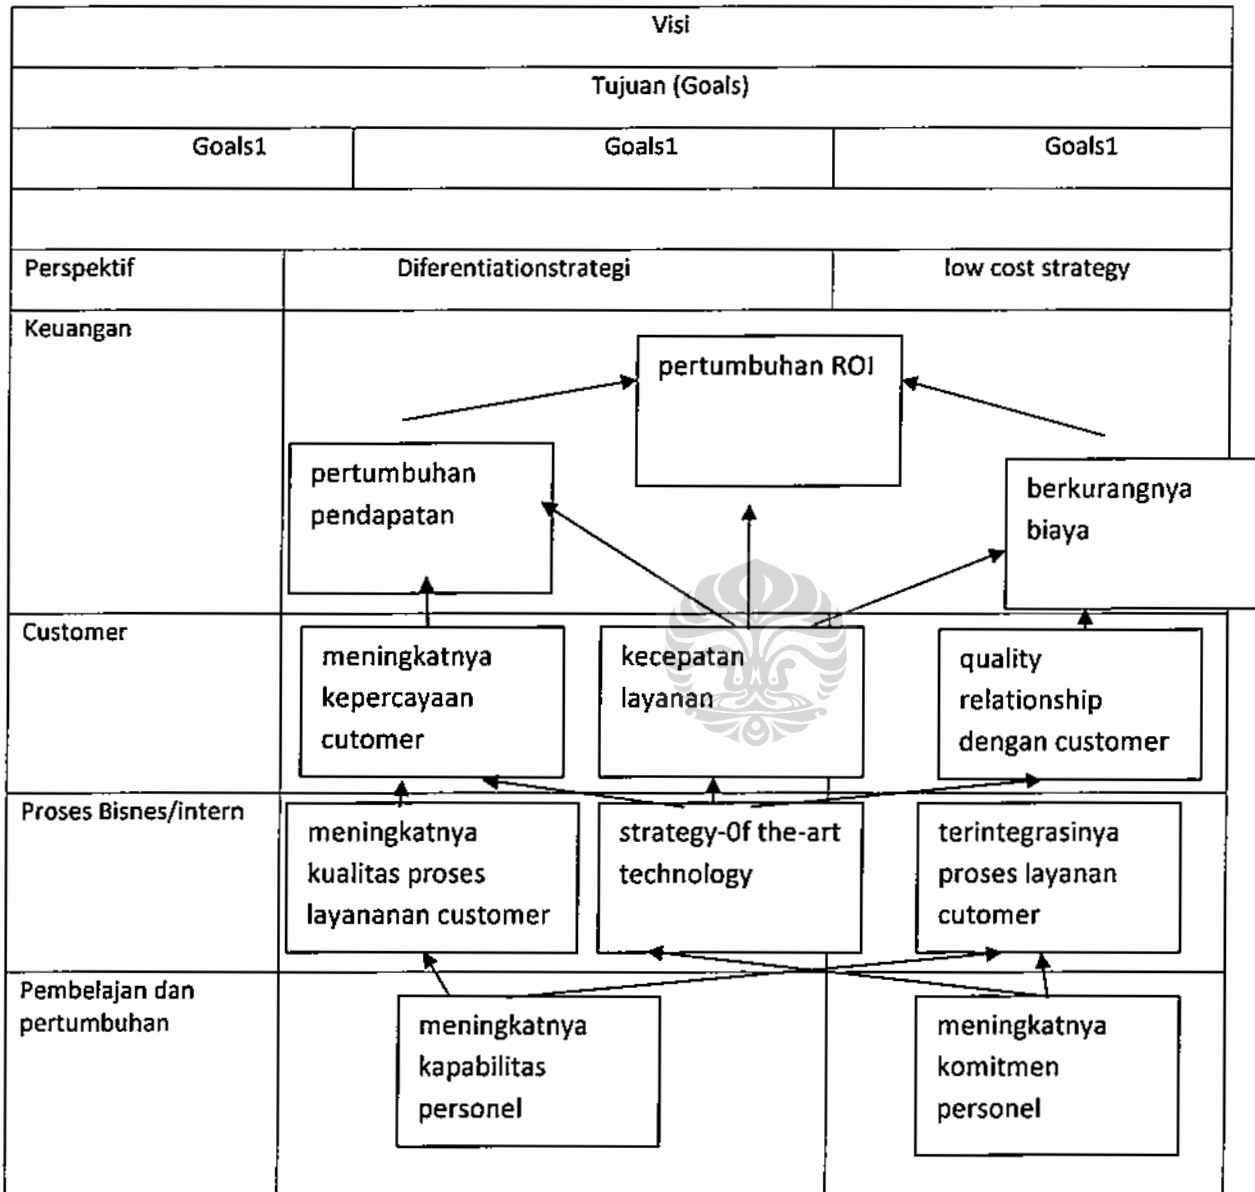 Visi
Tujuan (Goals)
Goals1 Goals1 Goals1
Perspektif Diferentiationstrategi low cost strategy
Keuangan
pertumbuhan ROI
pertumbuhan
pendapatan
berkurangnya
biaya
Customer
meningkatnya
kepercayaan
cutomer
kecepatan
layanan
quality
relationship
dengan customer
Proses Bisnes/intern
meningkatnya
kualitas proses
layananan customer
strategy-0f the-art
technology
terintegrasinya
proses layanan
cutomer
Pembelajan dan
pertumbuhan
meningkatnya
kapabilitas
personel
meningkatnya
komitmen
personel